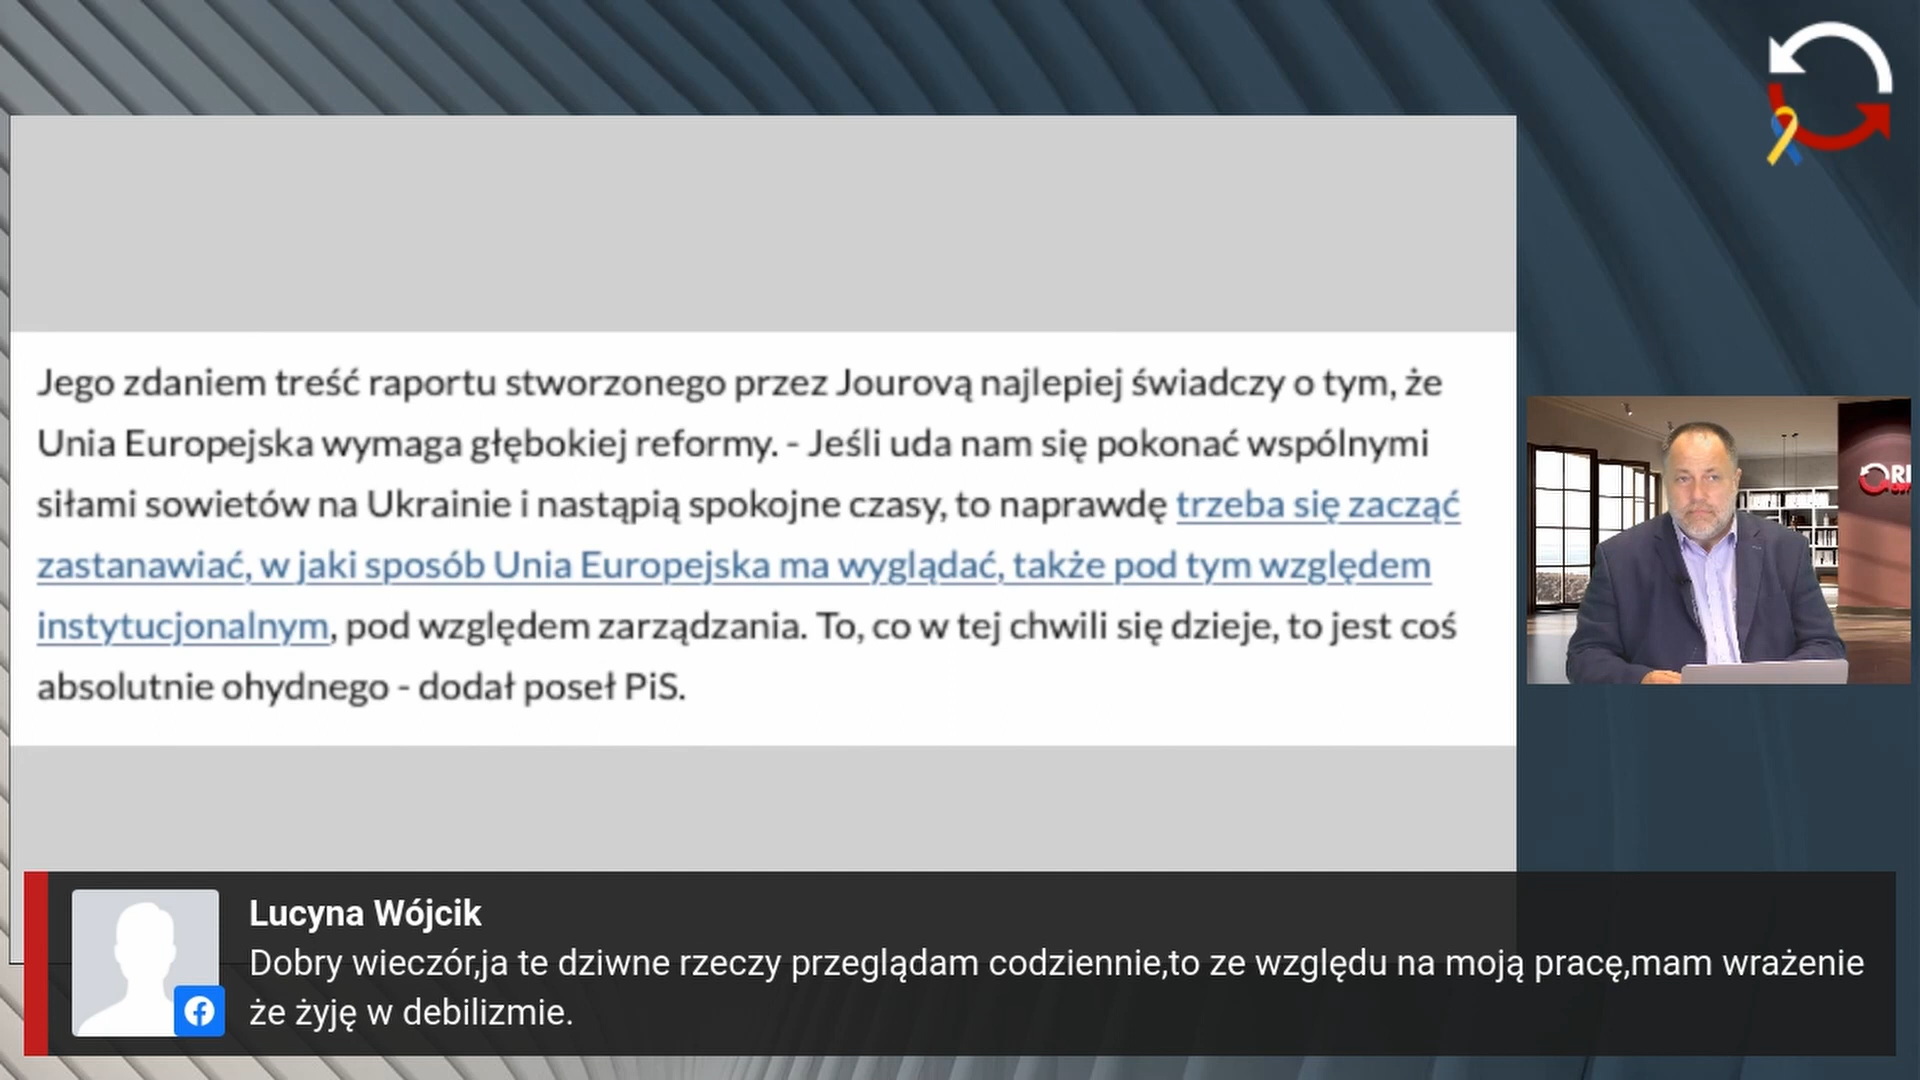 Jego zdaniem treść raportu stworzonego przez Jourovą najlepiej świadczy o tym, że
Unia Europejska wymaga głębokiej reformy. - Jeśli uda nam się pokonać wspólnymi
siłami sowietów na Ukrainie i nastąpią spokojne czasy, to naprawdę trzeba się zacząć
zastanawiać, w jaki sposób Unia Europejska ma wyglądać, także pod tym względem
instytucjonalnym, pod względem zarządzania. To, co w tej chwili się dzieje, to jest coś
absolutnie ohydnego - dodał poseł PiS.
Lucyna Wójcik
Dobry wieczór,ja te dziwne rzeczy przeglądam codziennie,to ze względu na moją pracę,mam wrażenie
że żyję w debilizmie.